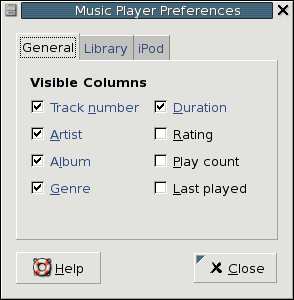 Music Player Preferences
General Library iPod
Visible Columns
Track number Duration
Artist Rating
Album Play count
Genre Last played
Help Close